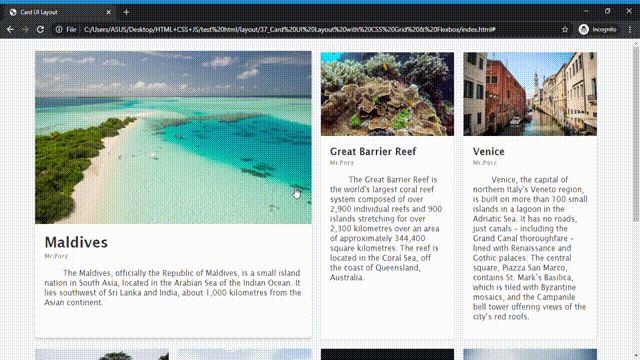 Card UI Layout
File
C:/Users/ASUS/Desktop/HTML+CSS+JS/test%20html/layout/37_Card%20UI%20Layout%20with%20CSS%20Grid%20&%20Flexbox/index.html#
Incognito
Maldives
Mr.Porz
The Maldives, officially the Republic of Maldives, is a small island
nation in South Asia, located in the Arabian Sea of the Indian Ocean. It
lies southwest of Sri Lanka and India, about 1,000 kilometres from the
Asian continent.
Great Barrier Reef
Mr.Porz
The Great Barrier Reef is
the world's largest coral reef
system composed of over
2,900 individual reefs and 900
islands stretching for over
2,300 kilometres over an area
of approximately 344,400
square kilometres. The reef is
located in the Coral Sea, off
the coast of Queensland,
Australia.
Venice
Mr.Porz
Venice, the capital of
northern Italy's Veneto region,
is built on more than 100 small
islands in a lagoon in the
Adriatic Sea. It has no roads,
just canals – including the
Grand Canal thoroughfare –
lined with Renaissance and
Gothic palaces. The central
square, Piazza San Marco,
contains St. Mark's Basilica,
which is tiled with Byzantine
mosaics, and the Campanile
bell tower offering views of the
city's red roofs.